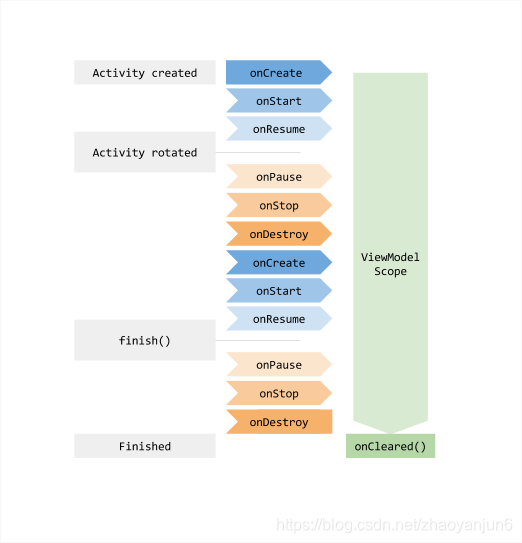 Activity created
onCreate
onStart
onResume
Activity rotated
onPause
onStop
onDestroy
onCreate
ViewModel
Scope
onStart
onResume
finish()
onPause
onStop
onDestroy
Finished
onCleared()
https://blog.csdn.net/zhaoyanjun6